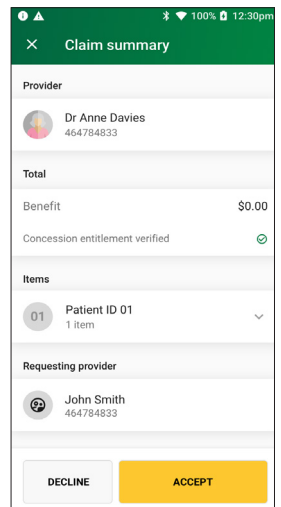 100% 12:30pm
Claim summary
Provider
Dr Anne Davies
464784833
Total
Benefit $0.00
Concession entitlement verified
Items
01 Patient ID 01
1 item
Requesting provider
John Smith
464784833
DECLINE ACCEPT